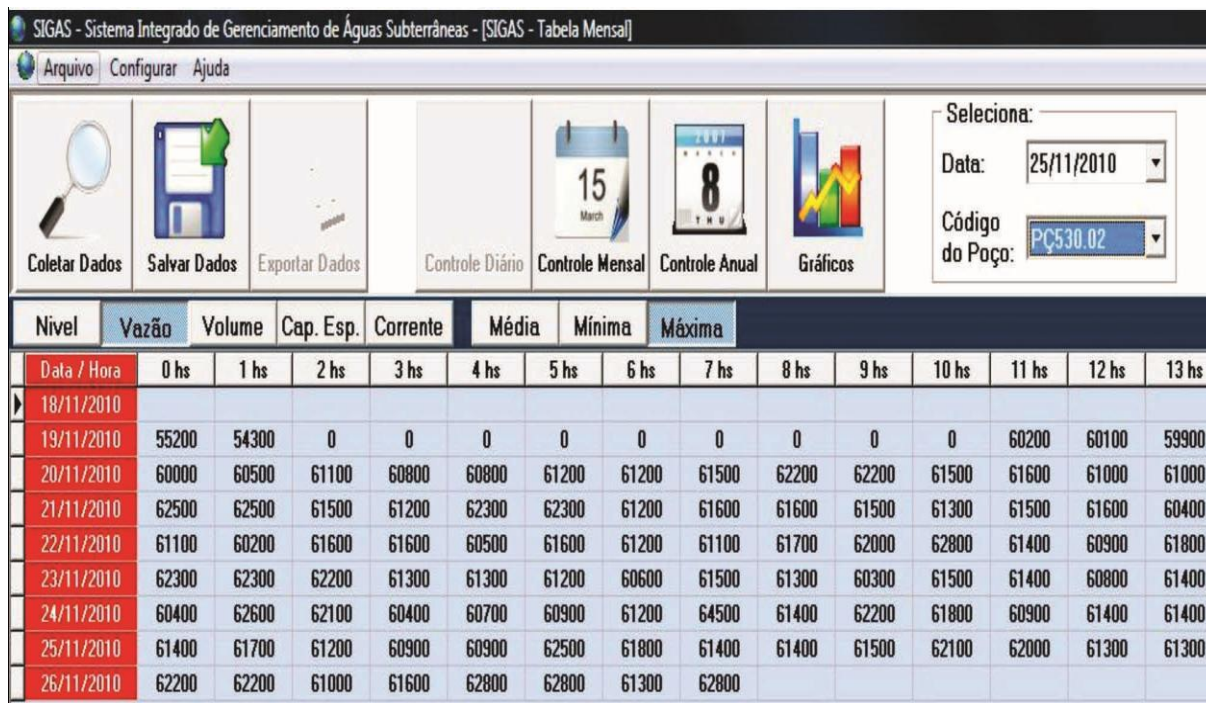 SIGAS - Sistema Integrado de Gerenciamento de Águas Subterrâneas - [SIGAS - Tabela Mensal]
Arquivo Configurar Ajuda
15
March
2007
MARCH
8
THU
Coletar Dados Salvar Dados Exportar Dados Controle Diário Controle Mensal Controle Anual Gráficos
Seleciona:
Data: 25/11/2010
Código do Poço: PÇ530.02
Nivel Vazão Volume Cap. Esp. Corrente Média Mínima Máxima
Data / Hora 0 hs 1 hs 2 hs 3 hs 4 hs 5 hs 6 hs 7 hs 8 hs 9 hs 10 hs 11 hs 12 hs 13 hs
18/11/2010
19/11/2010 55200 54300 0 0 0 0 0 0 0 0 0 60200 60100 59900
20/11/2010 60000 60500 61100 60800 60800 61200 61200 61500 62200 62200 61500 61600 61000 61000
21/11/2010 62500 62500 61500 61200 62300 62300 61200 61600 61600 61500 61300 61500 61600 60400
22/11/2010 61100 60200 61600 61600 60500 61600 61200 61100 61700 62000 62800 61400 60900 61800
23/11/2010 62300 62300 62200 61300 61300 61200 60600 61500 61300 60300 61500 61400 60800 61400
24/11/2010 60400 62600 62100 60400 60700 60900 61200 64500 61400 62200 61800 60900 61400 61400
25/11/2010 61400 61700 61200 60900 60900 62500 61800 61400 61400 61500 62100 62000 61300 61300
26/11/2010 62200 62200 61000 61600 62800 62800 61300 62800